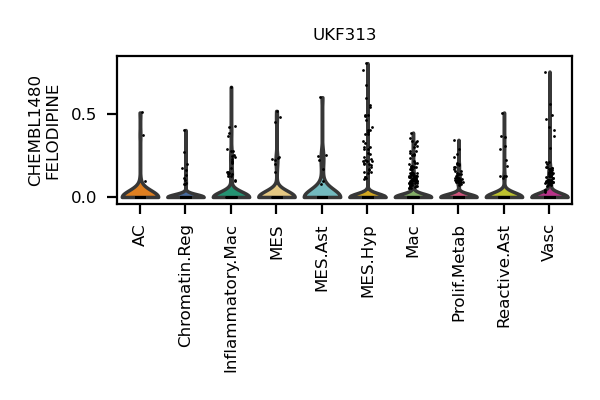 UKF313
CHEMBL1480
FELODIPINE
0.5
0.0
AC
Chromatin.Reg
Inflammatory.Mac
MES
MES.Ast
MES.Hyp
Mac
Prolif.Metab
Reactive.Ast
Vasc